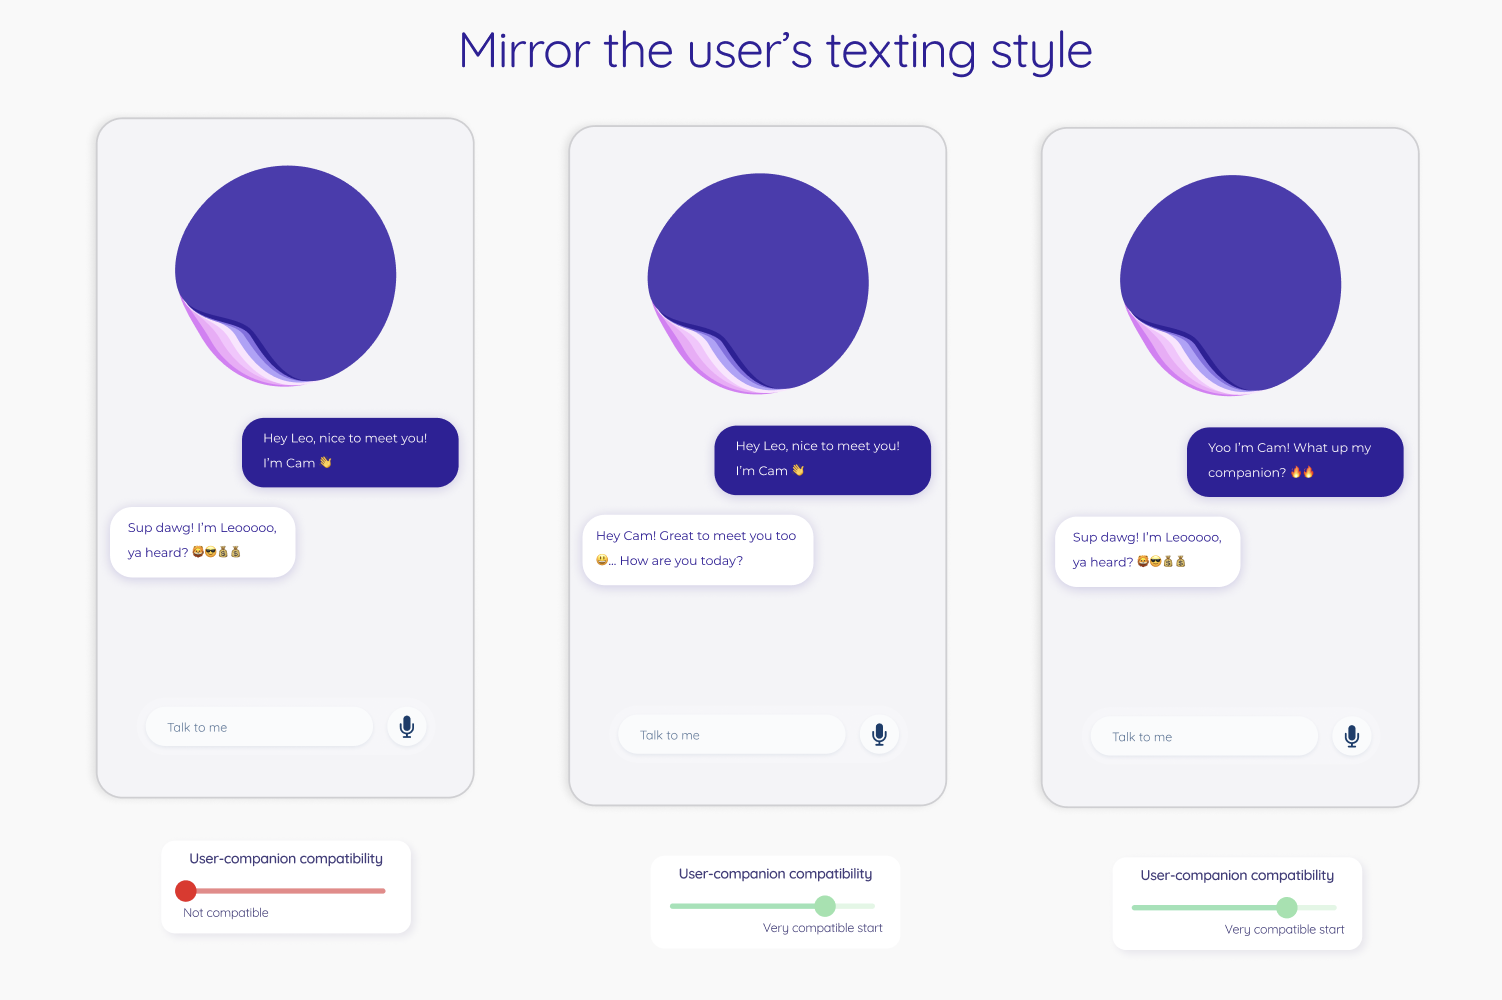 Mirror the user’s texting style
Hey Leo, nice to meet you!
I’m Cam 👋
Sup dawg! I’m Leooooo,
ya heard? 🦁😎💰💰
Talk to me
User-companion compatibility
Not compatible
Hey Leo, nice to meet you!
I’m Cam 👋
Hey Cam! Great to meet you too
😃... How are you today?
Talk to me
User-companion compatibility
Very compatible start
Yoo I’m Cam! What up my
companion? 🔥🔥
Sup dawg! I’m Leooooo,
ya heard? 🦁😎💰💰
Talk to me
User-companion compatibility
Very compatible start